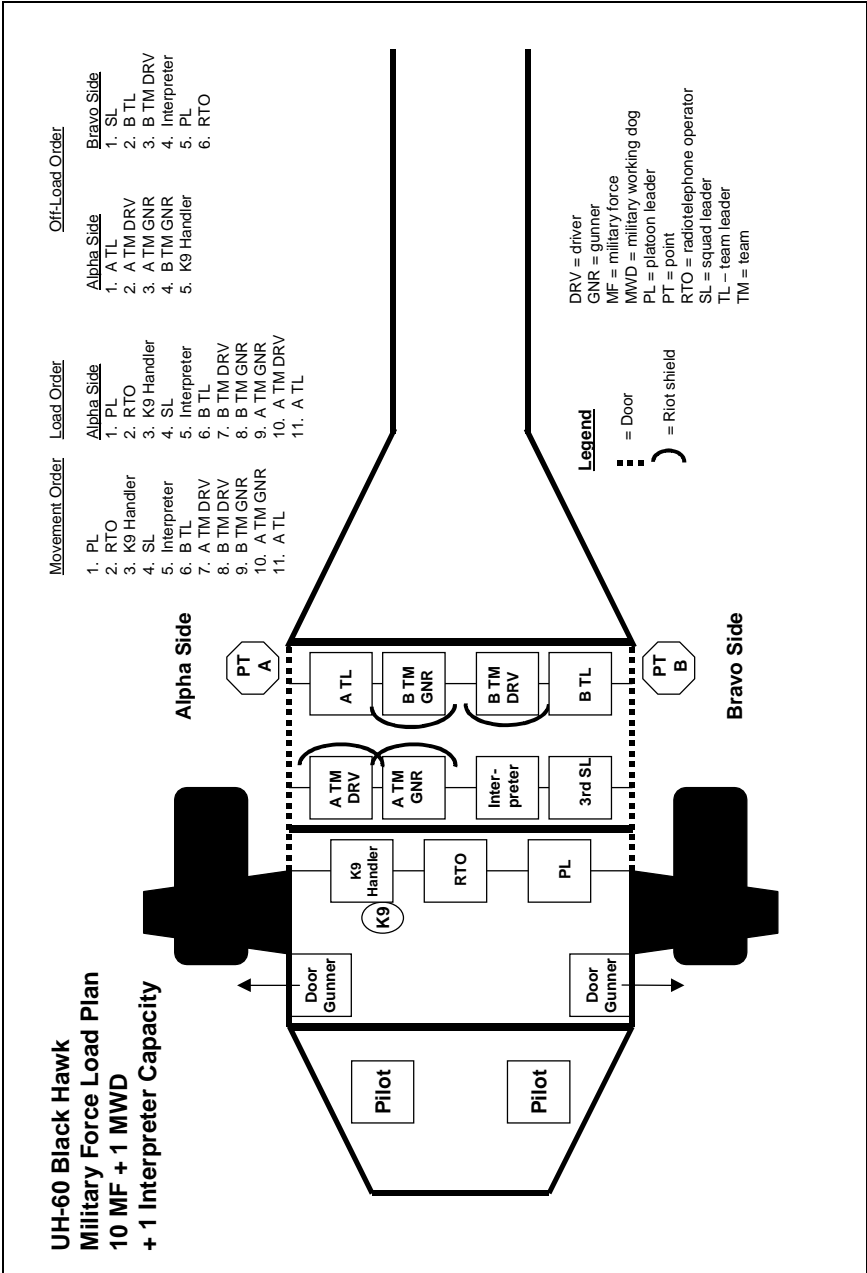 UH-60 Black Hawk
Military Force Load Plan
10 MF + 1 MWD
+ 1 Interpreter Capacity
Movement Order
1. PL
2. RTO
3. K9 Handler
4. SL
5. Interpreter
6. B TL
7. A TM DRV
8. B TM DRV
9. B TM GNR
10. A TM GNR
11. A TL
Load Order
Alpha Side
1. PL
2. RTO
3. K9 Handler
4. SL
5. Interpreter
6. B TL
7. B TM DRV
8. B TM GNR
9. A TM GNR
10. A TM DRV
11. A TL
Off-Load Order
Alpha Side
1. A TL
2. A TM DRV
3. A TM GNR
4. B TM GNR
5. K9 Handler
Bravo Side
1. SL
2. B TL
3. B TM DRV
4. Interpreter
5. PL
6. RTO
Alpha Side
PT
A
Pilot
Pilot
Door
Gunner
Door
Gunner
K9
K9
Handler
RTO
PL
A TM
DRV
A TM
GNR
Inter-
preter
3rd SL
A TL
B TM
GNR
B TM
DRV
B TL
PT
B
Bravo Side
Legend
= Door
= Riot shield
DRV = driver
GNR = gunner
MF = military force
MWD = military working dog
PL = platoon leader
PT = point
RTO = radiotelephone operator
SL = squad leader
TL – team leader
TM = team